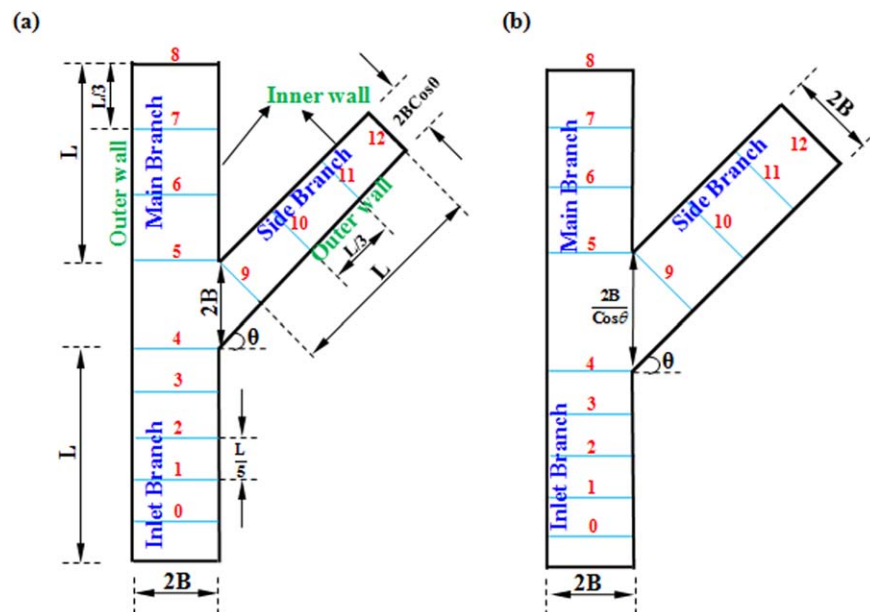 (a)
8
L/3
7
L
Outer wall
Main Branch
6
5
Inner wall
2BCosθ
12
11
Side Branch
10
Outer wall
9
L/3
L
2B
θ
4
3
2
L
5
1
0
L
Inlet Branch
2B
(b)
8
7
Main Branch
6
5
2B
12
11
Side Branch
10
9
2B
Cosθ
θ
4
3
2
1
0
Inlet Branch
2B